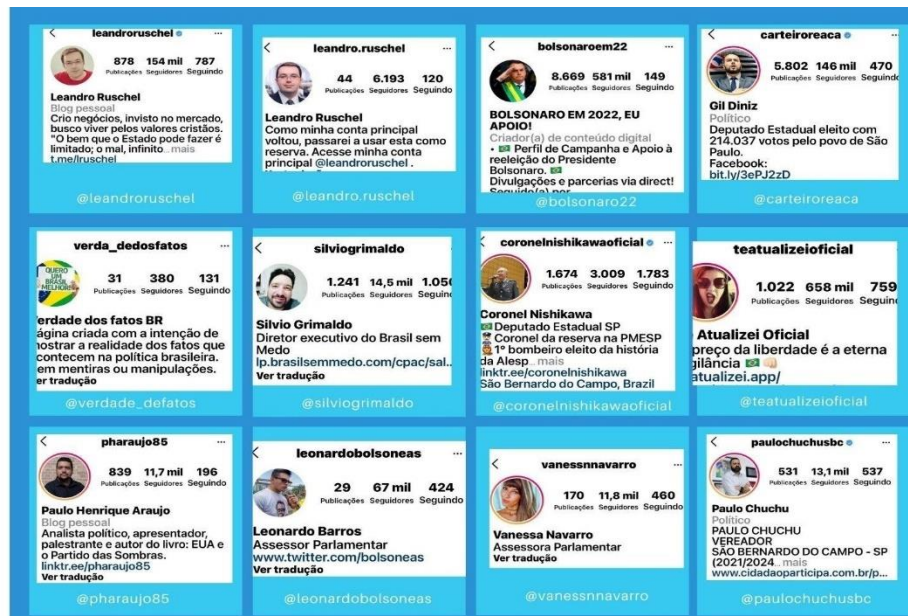 leandroruschel
878 154 mil 787
Publicações Seguidores Seguindo
Leandro Ruschel
Blog pessoal
Crio negócios, invisto no mercado,
busco viver pelos valores cristãos.
"O bem que o Estado pode fazer é
limitado; o mal, infinito... mais
t.me/lruschel
@leandroruschel
leandro.ruschel
44 6.193 120
Publicações Seguidores Seguindo
Leandro Ruschel
Como minha conta principal
voltou, passarei a usar esta como
reserva. Acesse minha conta
principal @leandroruschel .
@leandro.ruschel
bolsonaroem22
8.669 581 mil 149
Publicações Seguidores Seguindo
BOLSONARO EM 2022, EU
APOIO!
Criador(a) de conteúdo digital
• Perfil de Campanha e Apoio à
reeleição do Presidente
Bolsonaro.
Divulgações e parcerias via direct!
Seguido(a) por
@bolsonaro22
carteiroreaca
5.802 146 mil 470
Publicações Seguidores Seguindo
Gil Diniz
Político
Deputado Estadual eleito com
214.037 votos pelo povo de São
Paulo.
Facebook:
bit.ly/3ePJ2zD
@carteiroreaca
verda_dedosfatos
QUERO
UM
BRASIL
MELHOR!
31 380 131
Publicações Seguidores Seguindo
erdade dos fatos BR
ágina criada com a intenção de
ostrar a realidade dos fatos que
contecem na política brasileira.
em mentiras ou manipulações.
@verdade_defatos
silviogrimaldo
1.241 14,5 mil 1.050
Publicações Seguidores Seguindo
Silvio Grimaldo
Diretor executivo do Brasil sem
Medo
lp.brasilsemmedo.com/cpac/sal...
Ver tradução
@silviogrimaldo
coronelnishikawaoficial
1.674 3.009 1.783
Publicações Seguidores Seguindo
Coronel Nishikawa
Deputado Estadual SP
Coronel da reserva na PMESP
1º bombeiro eleito da história
da Alesp... mais
linktr.ee/coronelnishikawa
São Bernardo do Campo, Brazil
@coronelnishikawaoficial
teatualizeioficial
1.022 658 mil 759
Publicações Seguidores Seguindo
Atualizei Oficial
preço da liberdade é a eterna
gilância
atualizei.app/
@teatualizeioficial
pharaujo85
839 11,7 mil 196
Publicações Seguidores Seguindo
Paulo Henrique Araujo
Blog pessoal
Analista político, apresentador,
palestrante e autor do livro: EUA e
o Partido das Sombras.
linktr.ee/pharaujo85
Ver tradução
@pharaujo85
leonardobolsoneas
29 67 mil 424
Publicações Seguidores Seguindo
Leonardo Barros
Assessor Parlamentar
www.twitter.com/bolsoneas
Ver tradução
@leonardobolsoneas
vanessnnavarro
170 11,8 mil 460
Publicações Seguidores Seguindo
Vanessa Navarro
Assessora Parlamentar
Ver tradução
@vanessnnavarro
paulochuchusbc
531 13,1 mil 537
Publicações Seguidores Seguindo
Paulo Chuchu
Político
PAULO CHUCHU
VEREADOR
SÃO BERNARDO DO CAMPO - SP
(2021/2024... mais
www.cidadaoparticipa.com.br/p...
@paulochuchusbc